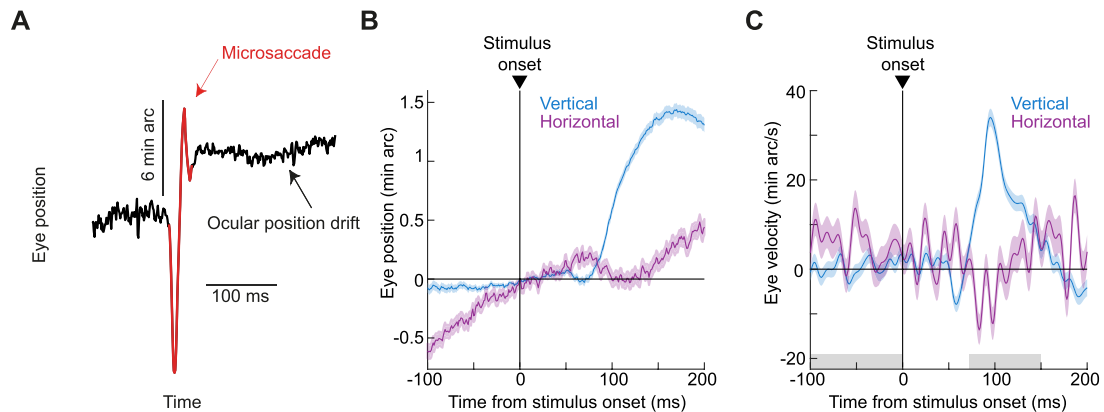 A
Microsaccade
6 min arc
Eye position
Ocular position drift
100 ms
Time
B
Stimulus
onset
Vertical
Horizontal
1.5
1
0.5
0
-0.5
Eye position (min arc)
-100
0
100
200
Time from stimulus onset (ms)
C
Stimulus
onset
Vertical
Horizontal
40
20
0
-20
Eye velocity (min arc/s)
-100
0
100
200
Time from stimulus onset (ms)